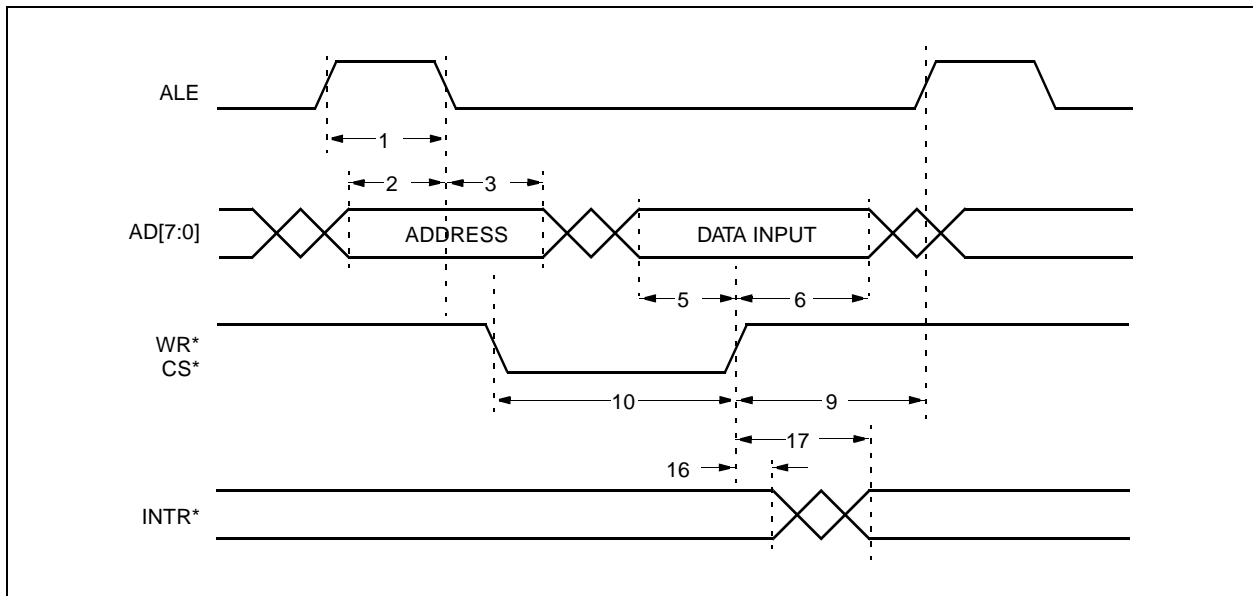 ALE
1
2
3
AD[7:0]
ADDRESS
DATA INPUT
5
6
WR*
CS*
10
9
17
16
INTR*